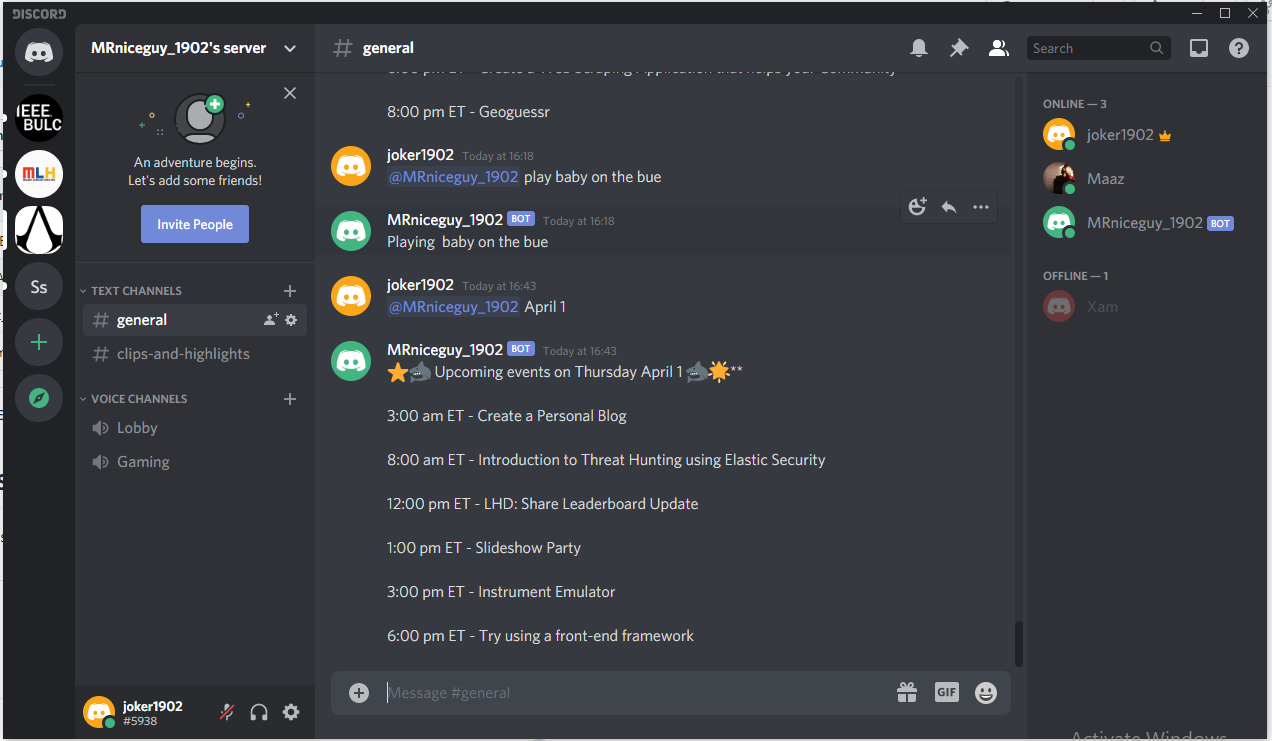 DISCORD
IEEE.
BULC
MLH
Ss
MRniceguy_1902's server
An adventure begins.
Let's add some friends!
Invite People
TEXT CHANNELS
general
clips-and-highlights
VOICE CHANNELS
Lobby
Gaming
joker1902
#5938
general
Search
8:00 pm ET - Geoguessr
joker1902 Today at 16:18
@MRniceguy_1902 play baby on the bue
MRniceguy_1902 BOT Today at 16:18
Playing baby on the bue
joker1902 Today at 16:43
@MRniceguy_1902 April 1
MRniceguy_1902 BOT Today at 16:43
Upcoming events on Thursday April 1 **
3:00 am ET - Create a Personal Blog
8:00 am ET - Introduction to Threat Hunting using Elastic Security
12:00 pm ET - LHD: Share Leaderboard Update
1:00 pm ET - Slideshow Party
3:00 pm ET - Instrument Emulator
6:00 pm ET - Try using a front-end framework
Message #general
GIF
ONLINE — 3
joker1902
Maaz
MRniceguy_1902 BOT
OFFLINE — 1
Xam
Activate Windows